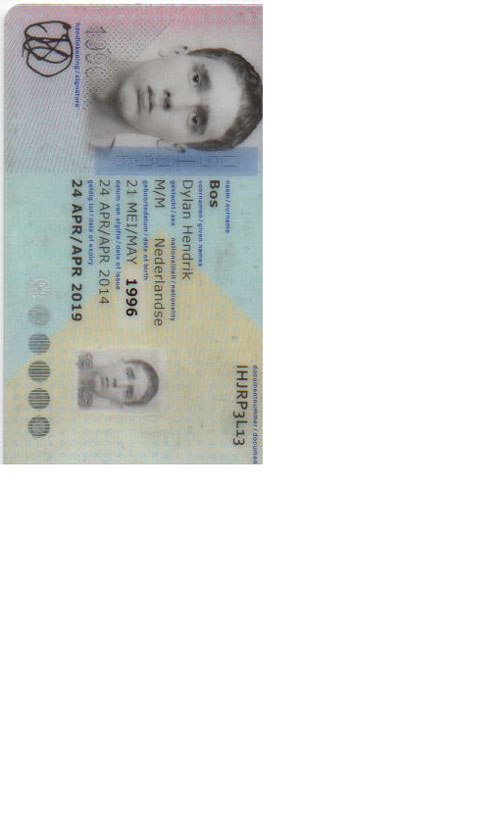 documentnummer / documen
IHJRP3L13
naam / surname
Bos
voornamen / given names
Dylan Hendrik
geslacht / sex nationaliteit / nationality
M/M Nederlandse
geboortedatum / date of birth
21 MEI/MAY 1996
datum van afgifte / date of issue
24 APR/APR 2014
geldig tot / date of expiry
24 APR/APR 2019
handtekening / signature